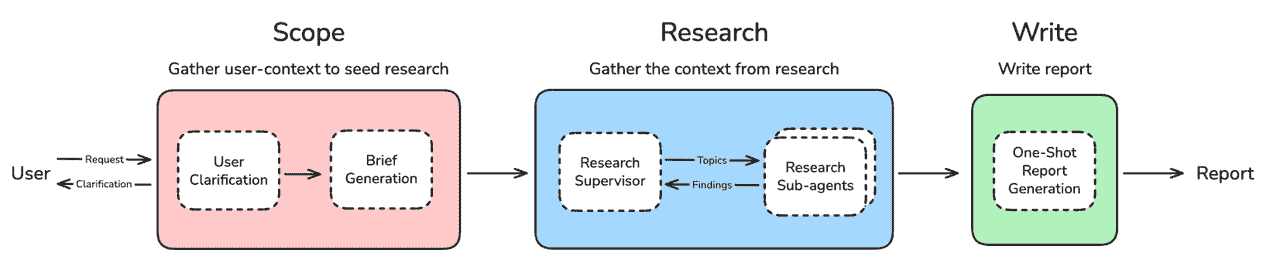 Scope
Research
Write
Gather user-context to seed research
Gather the context from research
Write report
User
Request
Clarification
User
Clarification
Brief
Generation
Research
Supervisor
Topics
Findings
Research
Sub-agents
One-Shot
Report
Generation
Report